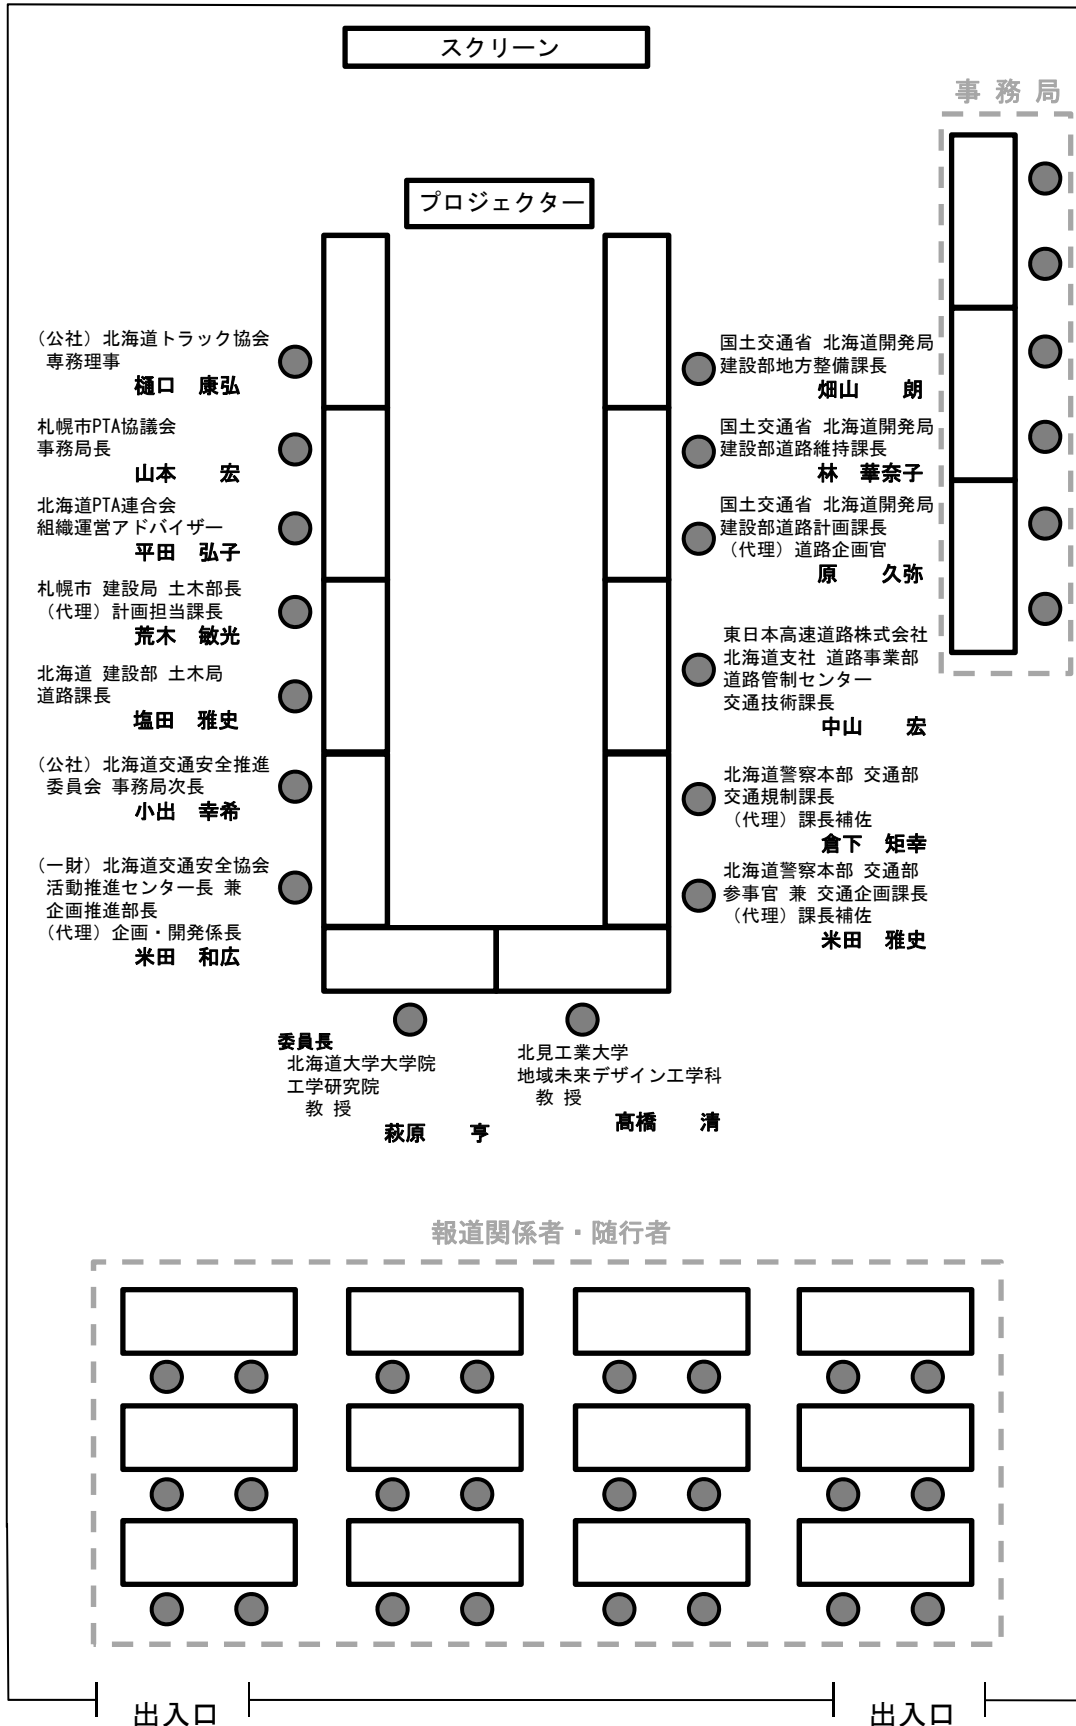 スクリーン
事 務 局
プロジェクター
（公社）北海道トラック協会
専務理事
樋口　康弘
札幌市PTA協議会
事務局長
山本　　宏
北海道PTA連合会
組織運営アドバイザー
平田　弘子
札幌市 建設局 土木部長
（代理）計画担当課長
荒木　敏光
北海道 建設部 土木局
道路課長
塩田　雅史
（公社）北海道交通安全推進
委員会 事務局次長
小出　幸希
（一財）北海道交通安全協会
活動推進センター長 兼
企画推進部長
（代理）企画・開発係長
米田　和広
国土交通省 北海道開発局
建設部地方整備課長
畑山　　朗
国土交通省 北海道開発局
建設部道路維持課長
林　華奈子
国土交通省 北海道開発局
建設部道路計画課長
（代理）道路企画官
原　　久弥
東日本高速道路株式会社
北海道支社 道路事業部
道路管制センター
交通技術課長
中山　　宏
北海道警察本部 交通部
交通規制課長
（代理）課長補佐
倉下　矩幸
北海道警察本部 交通部
参事官 兼 交通企画課長
（代理）課長補佐
米田　雅史
委員長
北海道大学大学院
工学研究院
教 授
萩原　　亨
北見工業大学
地域未来デザイン工学科
教 授
髙橋　　清
報道関係者・随行者
出入口
出入口